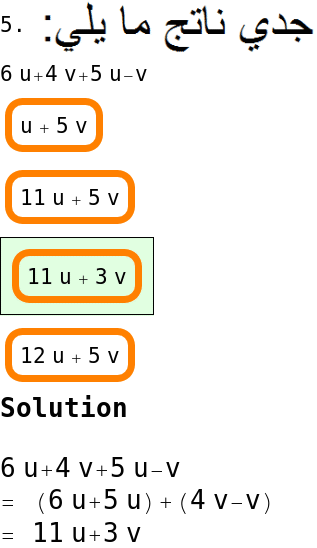 5. جدي ناتج ما يلي:
6 u+4 v+5 u−v
u + 5 v
11 u + 5 v
11 u + 3 v
12 u + 5 v
Solution
6 u+4 v+5 u−v
= (6 u+5 u) + (4 v−v)
= 11 u+3 v